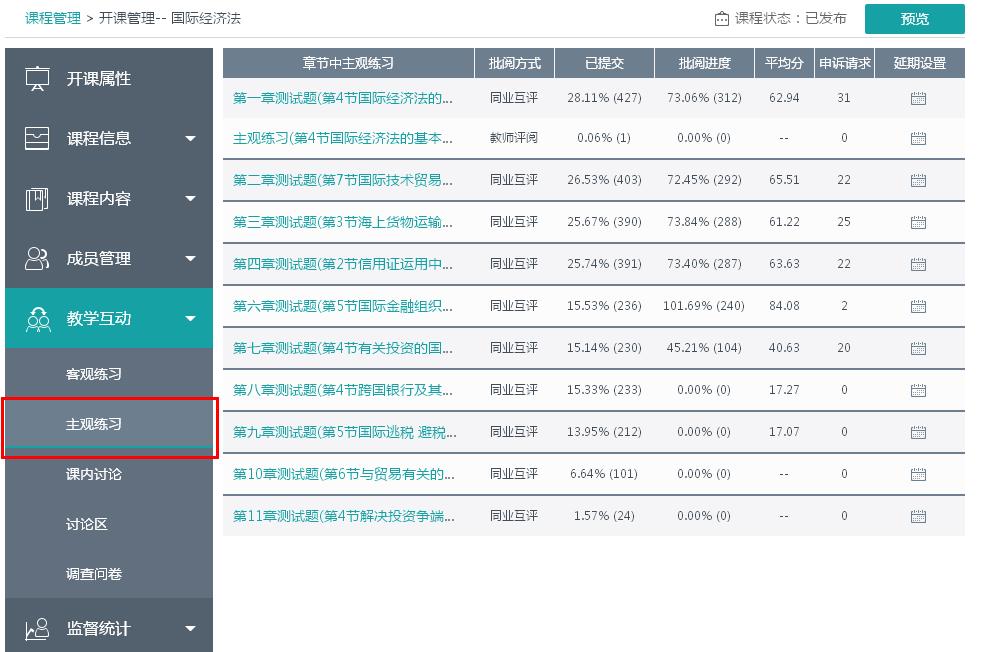 课程管理 > 开课管理-- 国际经济法
课程状态：已发布
预览
开课属性
课程信息
课程内容
成员管理
教学互动
客观练习
主观练习
课内讨论
讨论区
调查问卷
监督统计
章节中主观练习 批阅方式 已提交 批阅进度 平均分 申诉请求 延期设置
第一章测试题(第4节国际经济法的... 同业互评 28.11% (427) 73.06% (312) 62.94 31
主观练习(第4节国际经济法的基本... 教师评阅 0.06% (1) 0.00% (0) -- 0
第二章测试题(第7节国际技术贸易... 同业互评 26.53% (403) 72.45% (292) 65.51 22
第三章测试题(第3节海上货物运输... 同业互评 25.67% (390) 73.84% (288) 61.22 25
第四章测试题(第2节信用证运用中... 同业互评 25.74% (391) 73.40% (287) 63.63 22
第六章测试题(第5节国际金融组织... 同业互评 15.53% (236) 101.69% (240) 84.08 2
第七章测试题(第4节有关投资的国... 同业互评 15.14% (230) 45.21% (104) 40.63 20
第八章测试题(第4节跨国银行及其... 同业互评 15.33% (233) 0.00% (0) 17.27 0
第九章测试题(第5节国际逃税 避税... 同业互评 13.95% (212) 0.00% (0) 17.07 0
第10章测试题(第6节与贸易有关的... 同业互评 6.64% (101) 0.00% (0) -- 0
第11章测试题(第4节解决投资争端... 同业互评 1.57% (24) 0.00% (0) -- 0